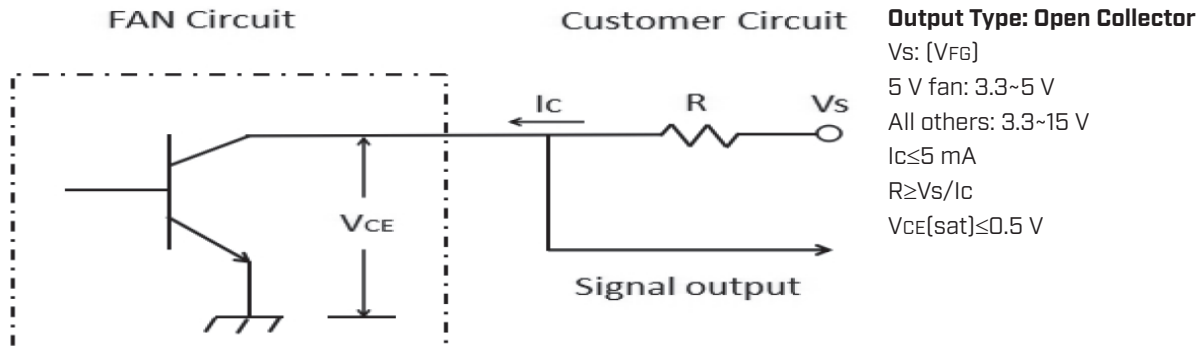 FAN Circuit
Customer Circuit
Output Type: Open Collector
Vs: (VFG)
5 V fan: 3.3~5 V
All others: 3.3~15 V
Ic≤5 mA
R≥Vs/Ic
VCE(sat)≤0.5 V
Ic
R
Vs
VCE
Signal output